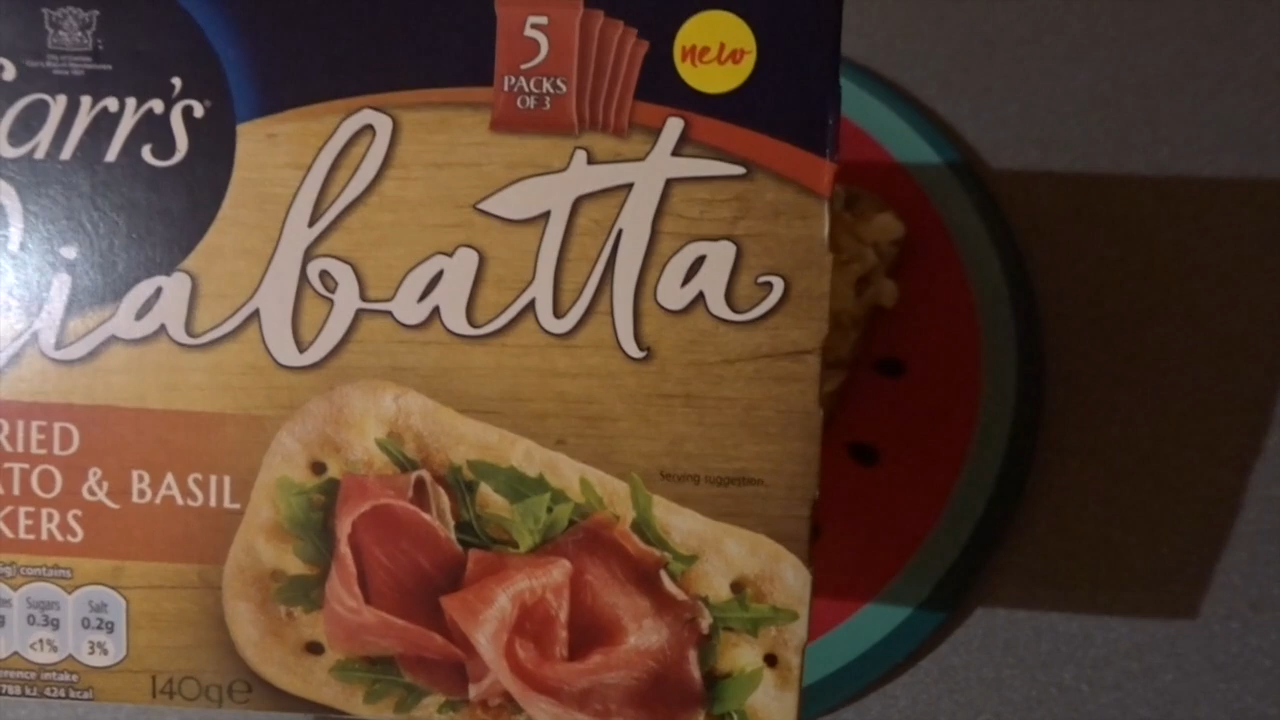 5
PACKS
OF 3
new
arr's
iabatta
Serving suggestion.
RIED
ATO & BASIL
KERS
contains
Sugars
0.3g
<1%
Salt
0.2g
3%
erence intake
788 kJ, 424 kcal
140g e